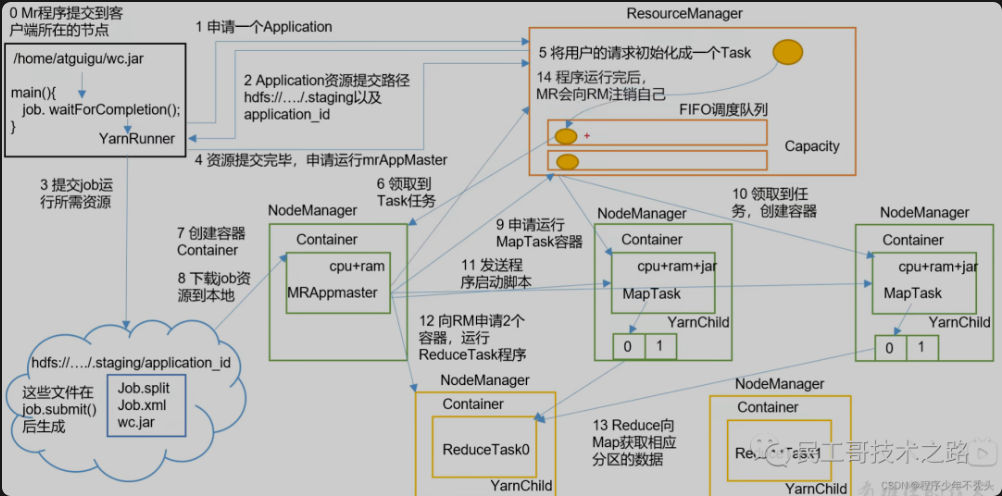 0 Mr程序提交到客
户端所在的节点
/home/atguigu/wc.jar
main(){
job. waitForCompletion();
}
YarnRunner
1 申请一个Application
2 Application资源提交路径
hdfs://…./.staging以及
application_id
4 资源提交完毕，申请运行mrAppMaster
3 提交job运
行所需资源
ResourceManager
5 将用户的请求初始化成一个Task
14 程序运行完后，
MR会向RM注销自己
FIFO调度队列
+
Capacity
6 领取到
Task任务
7 创建容器
Container
8 下载job资
源到本地
NodeManager
Container
cpu+ram
MRAppmaster
9 申请运行
MapTask容器
11 发送程
序启动脚本
10 领取到任
务，创建容器
NodeManager
Container
cpu+ram+jar
MapTask
YarnChild
0 1
NodeManager
Container
cpu+ram+jar
MapTask
YarnChild
0 1
12 向RM申请2个
容器，运行
ReduceTask程序
hdfs://…./.staging/application_id
这些文件在
job.submit()
后生成
Job.split
Job.xml
wc.jar
NodeManager
Container
ReduceTask0
YarnChild
13 Reduce向
Map获取相应
分区的数据
NodeManager
Container
ReduceTask1
YarnChild
民工哥技术之路
CSDN @程序少年不秃头